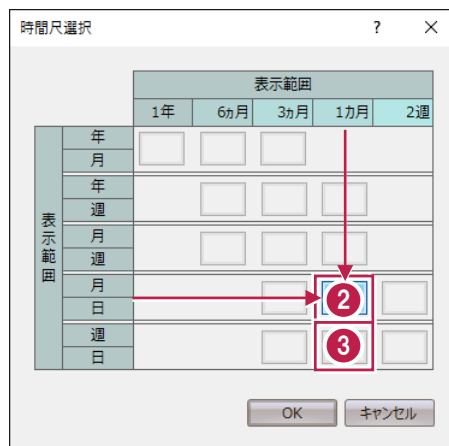 時間尺選択 ? ×
表示範囲
1年 6ヵ月 3ヵ月 1カ月 2週
表示範囲
年
月
年
週
月
週
月
日
2
週
日
3
OK キャンセル